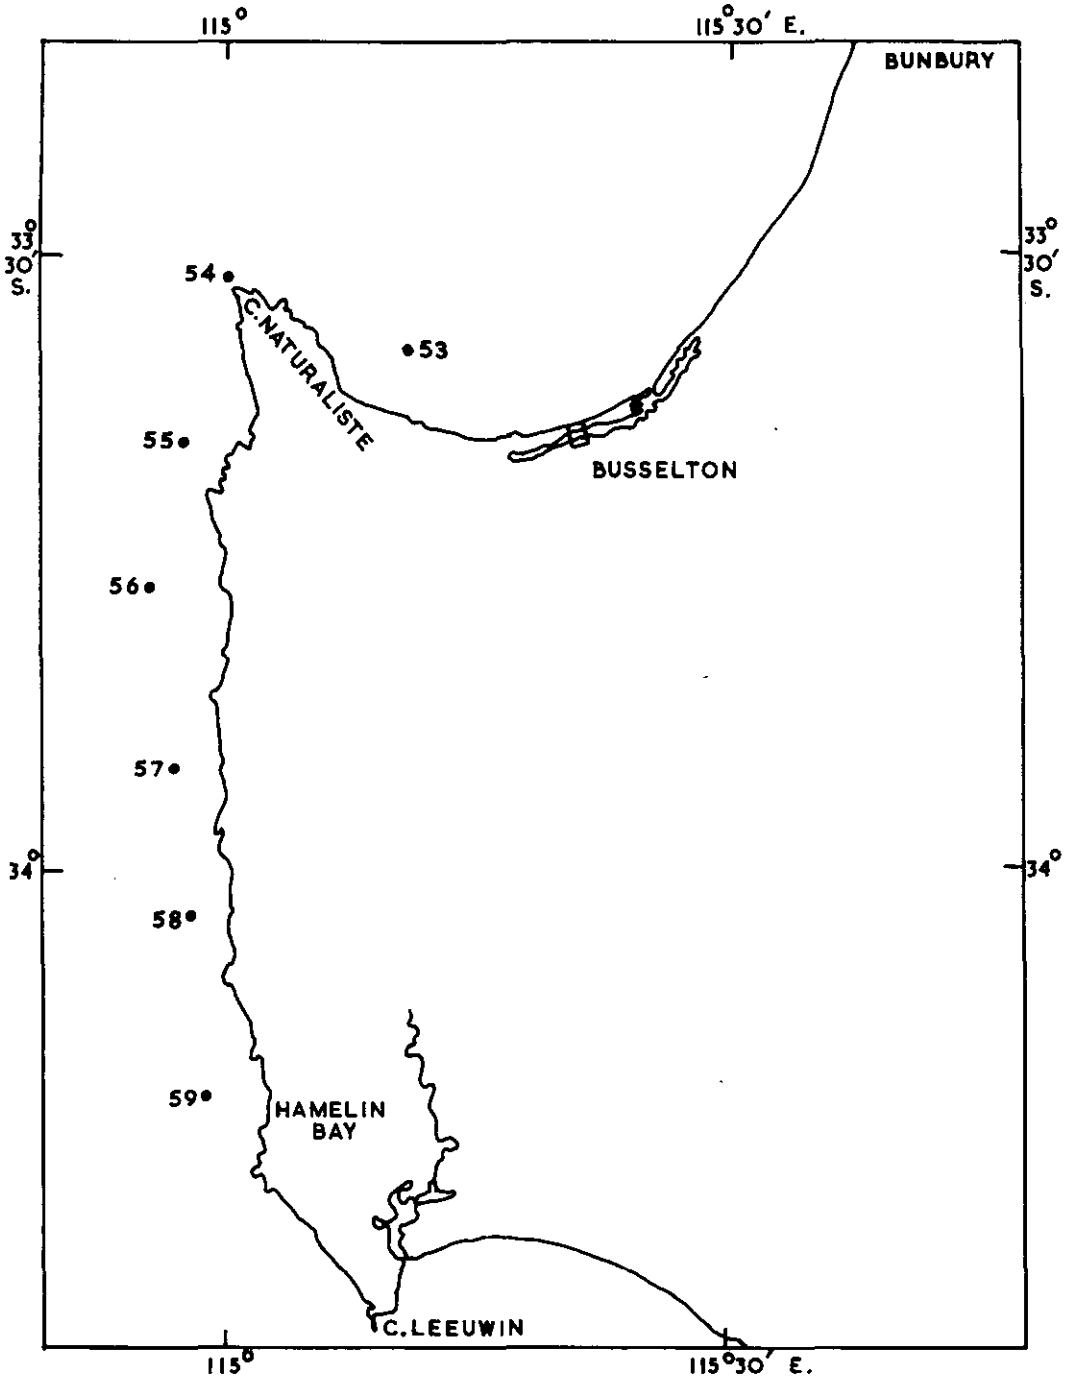 115° 115°30′ E.
BUNBURY
33° 33°
30′ 30′
S. S.
54
C. NATURALISTE
53
55
BUSSELTON
56
57
34° 34°
58
59
HAMELIN
BAY
C. LEEUWIN
115° 115°30′ E.